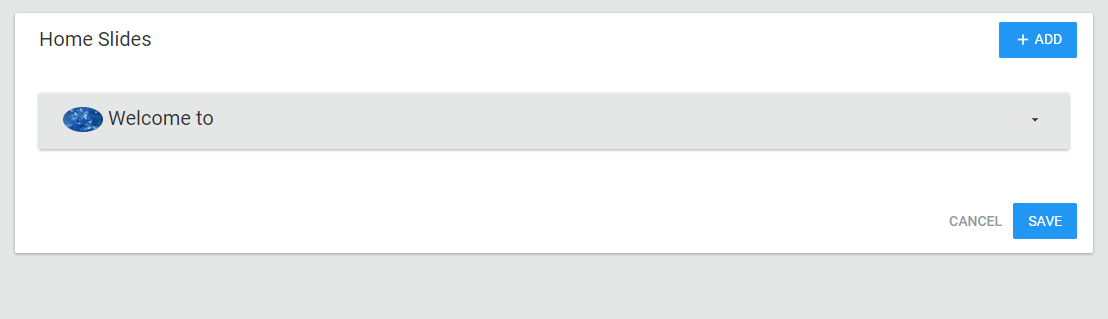 Home Slides
+ ADD
Welcome to
CANCEL
SAVE